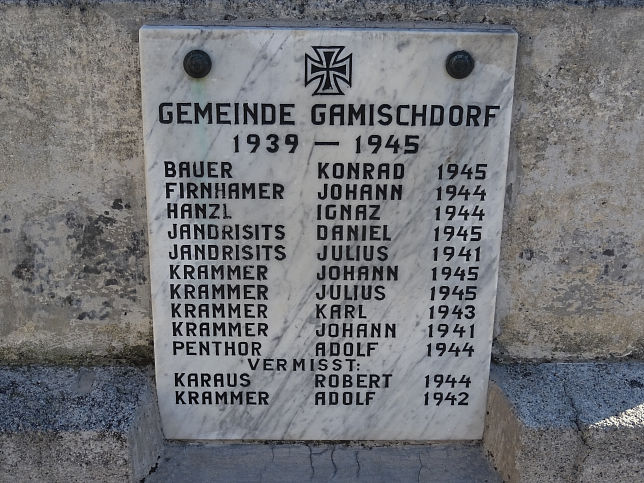 GEMEINDE GAMISCHDORF
1939 — 1945
BAUER KONRAD 1945
FIRNHAMER JOHANN 1944
HANZL IGNAZ 1944
JANDRISITS DANIEL 1945
JANDRISITS JULIUS 1941
KRAMMER JOHANN 1945
KRAMMER JULIUS 1945
KRAMMER KARL 1943
KRAMMER JOHANN 1941
PENTHOR ADOLF 1944
VERMISST:
KARAUS ROBERT 1944
KRAMMER ADOLF 1942